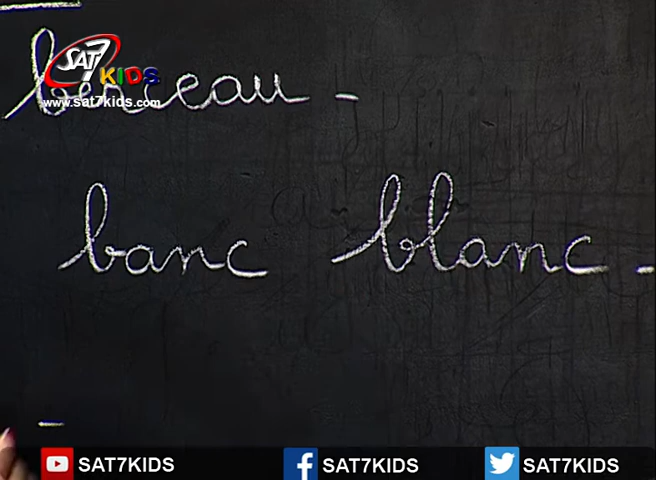 SAT7 KIDS
www.sat7kids.com
berceau -
banc blanc -
-
SAT7KIDS SAT7KIDS SAT7KIDS